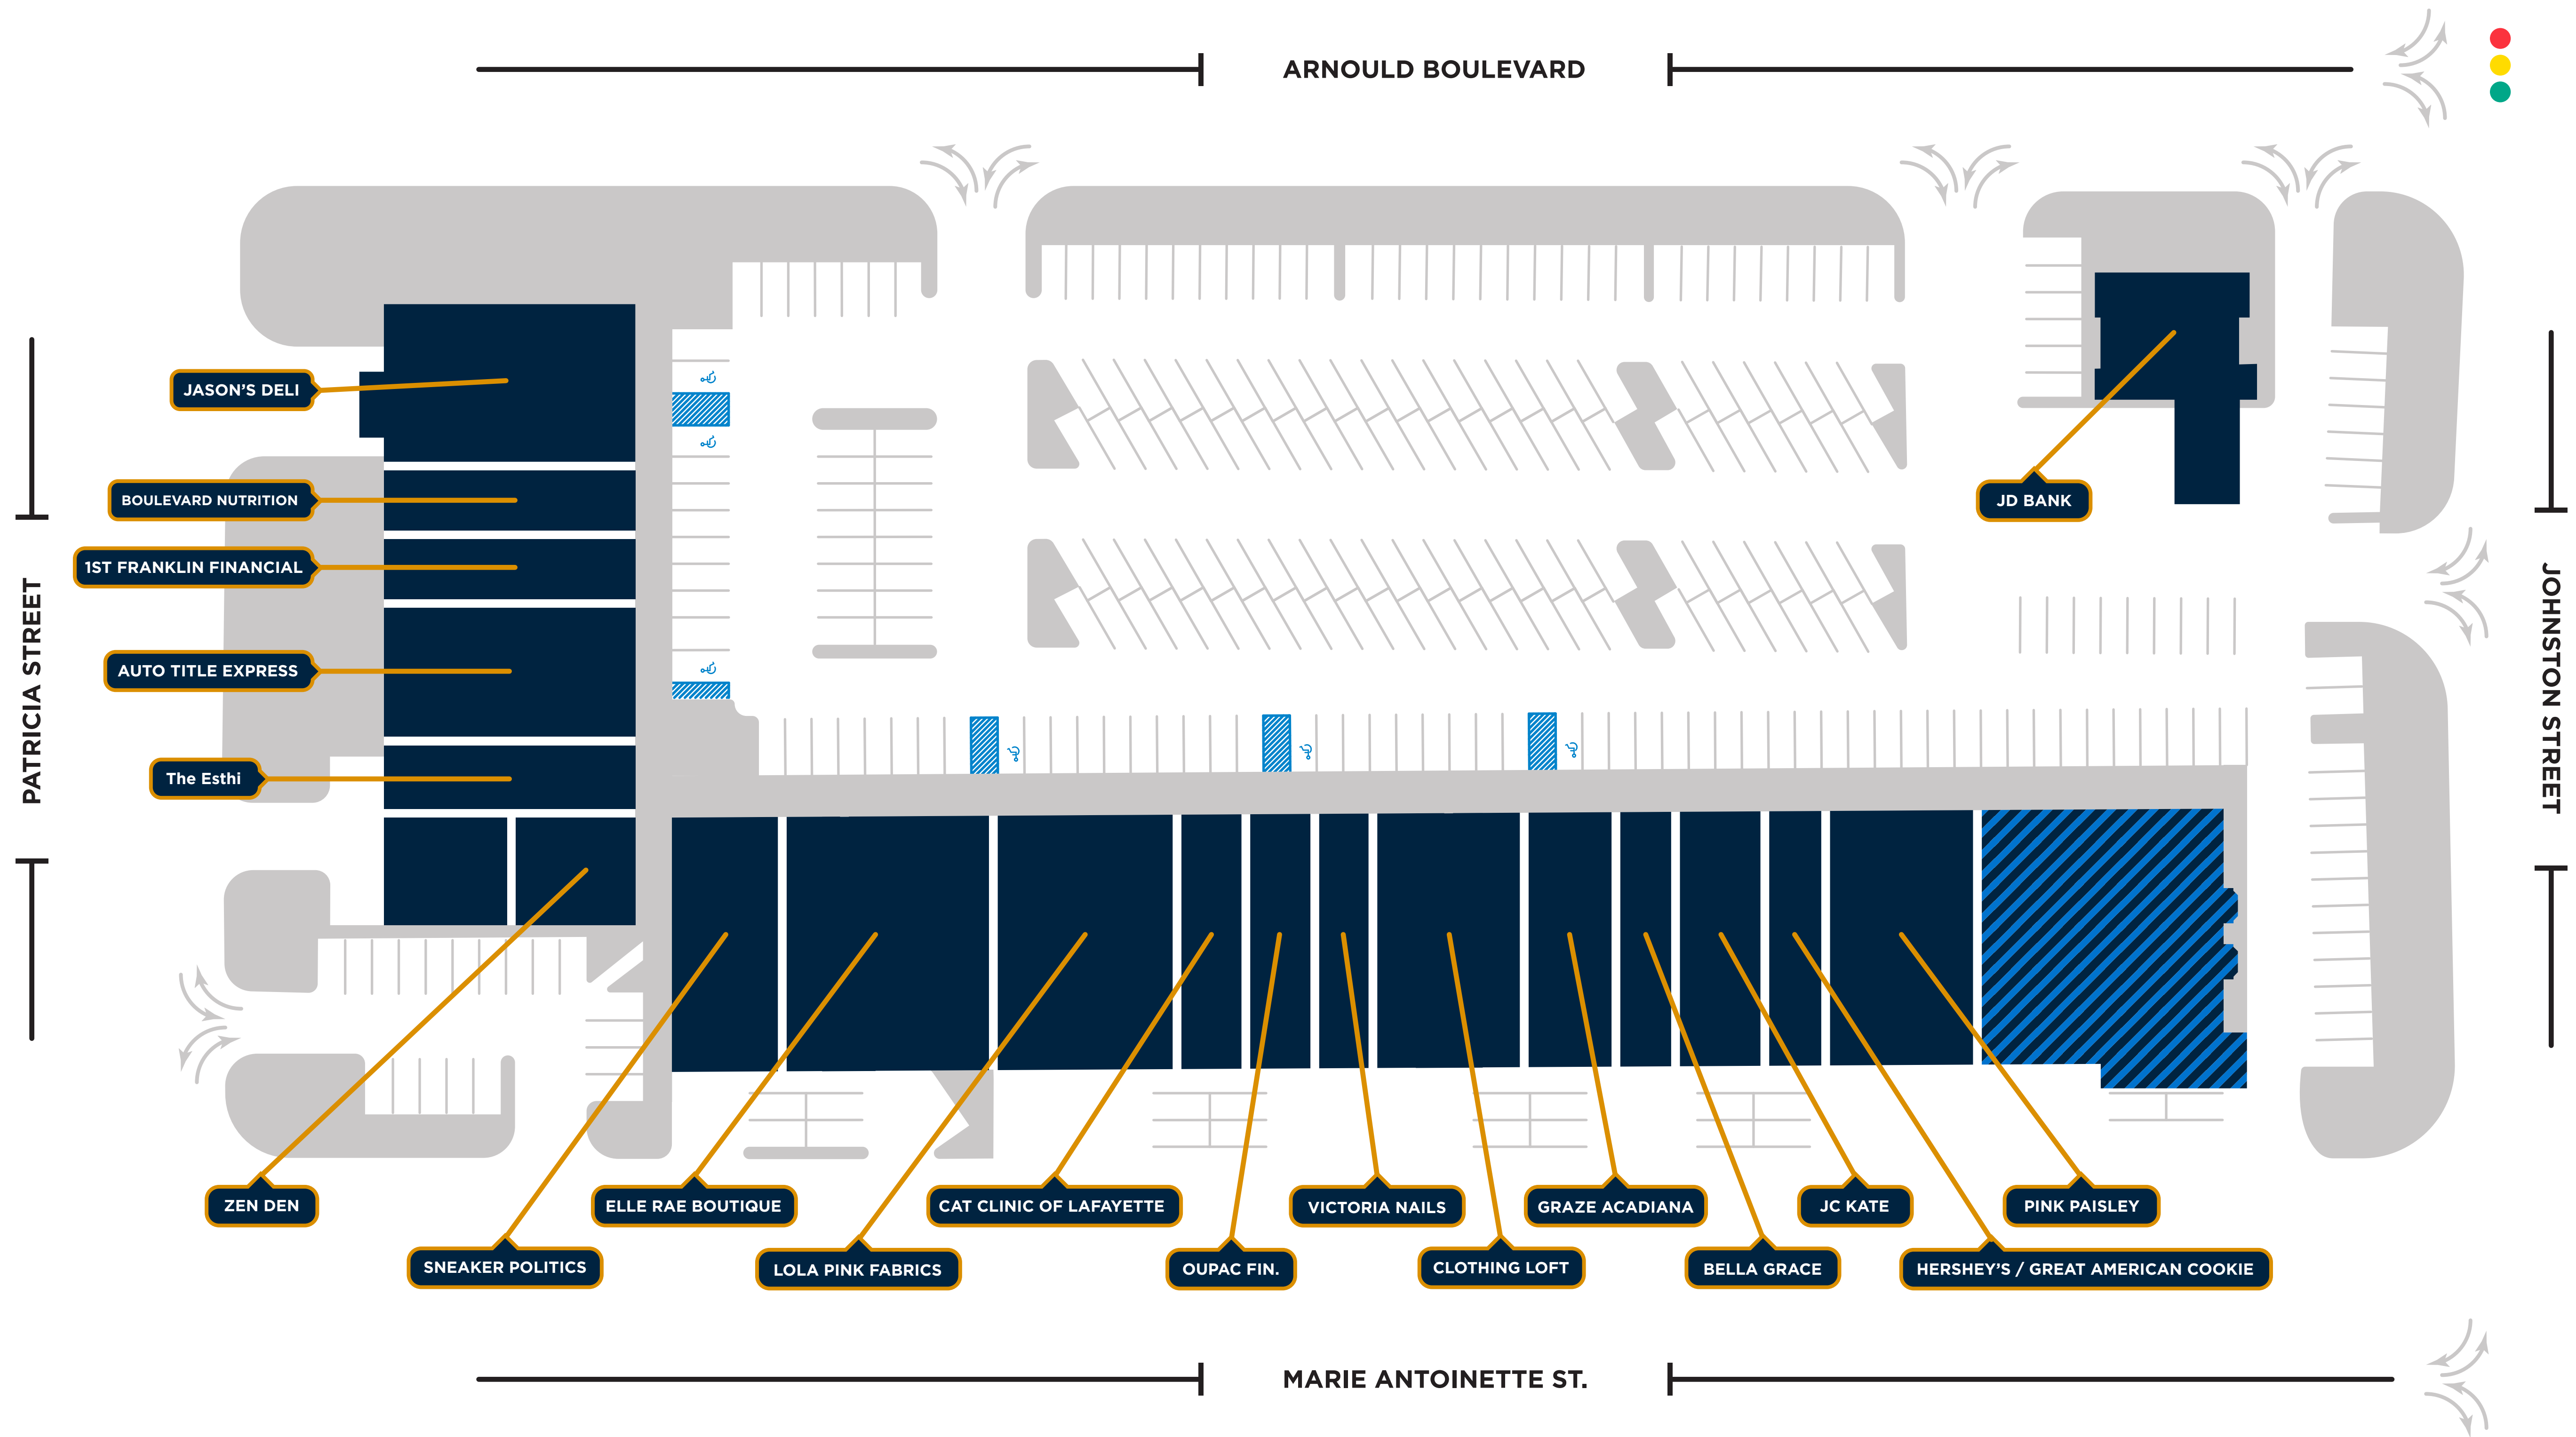 ARNOULD BOULEVARD
JASON'S DELI
BOULEVARD NUTRITION
JD BANK
1ST FRANKLIN FINANCIAL
PATRICIA STREET
JOHNSTON STREET
AUTO TITLE EXPRESS
The Esthi
ZEN DEN
ELLE RAE BOUTIQUE
CAT CLINIC OF LAFAYETTE
VICTORIA NAILS
GRAZE ACADIANA
JC KATE
PINK PAISLEY
SNEAKER POLITICS
LOLA PINK FABRICS
OUPAC FIN.
CLOTHING LOFT
BELLA GRACE
HERSHEY'S / GREAT AMERICAN COOKIE
MARIE ANTOINETTE ST.